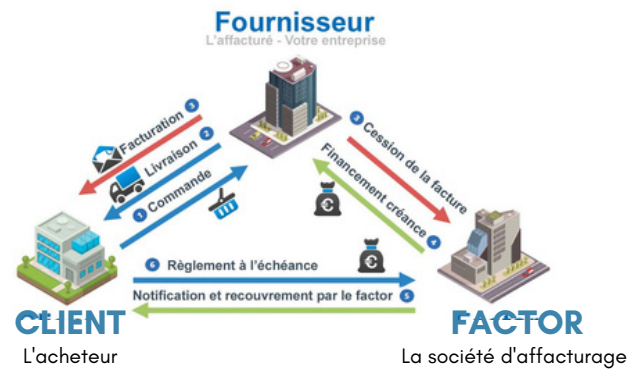 Fournisseur
L'affacturé - Votre entreprise
Facturation 3
Livraison 2
1 Commande
3 Cession de la facture
Financement créance 4
6 Règlement à l'échéance
Notification et recouvrement par le factor 5
CLIENT
L'acheteur
FACTOR
La société d'affacturage